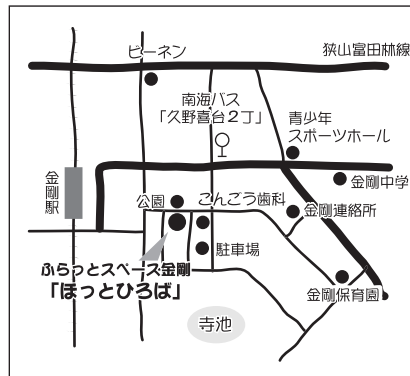 ピーネン
狭山富田林線
南海バス
「久野喜台2丁」
青少年
スポーツホール
金剛駅
金剛中学
公園
こんごう歯科
金剛連絡所
駐車場
ふらっとスペース金剛
「ほっとひろば」
金剛保育園
寺池